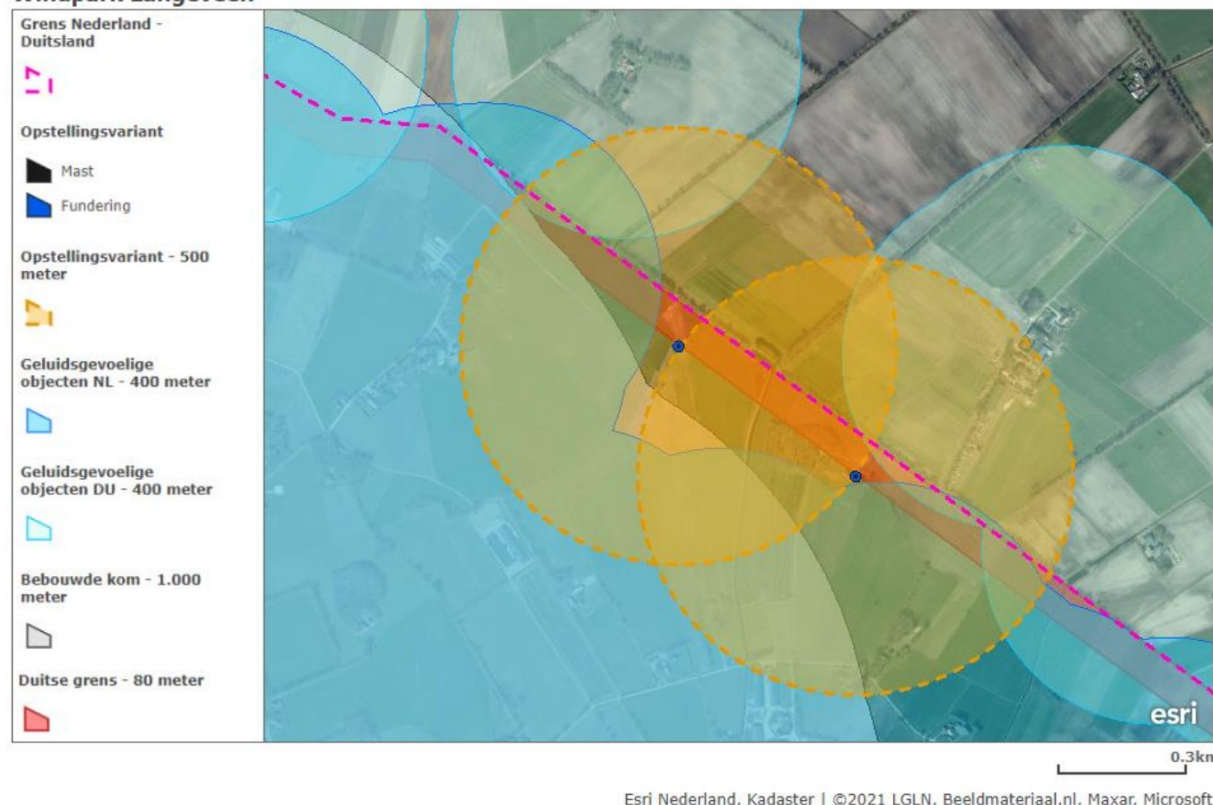 Grens Nederland -
Duitsland
Opstellingsvariant
Mast
Fundering
Opstellingsvariant - 500
meter
Geluidsgevoelige
objecten NL - 400 meter
Geluidsgevoelige
objecten DU - 400 meter
Bebouwde kom - 1.000
meter
Duitse grens - 80 meter
esri
0.3km
Esri Nederland, Kadaster | ©2021 LGLN, Beeldmateriaal.nl, Maxar, Microsoft